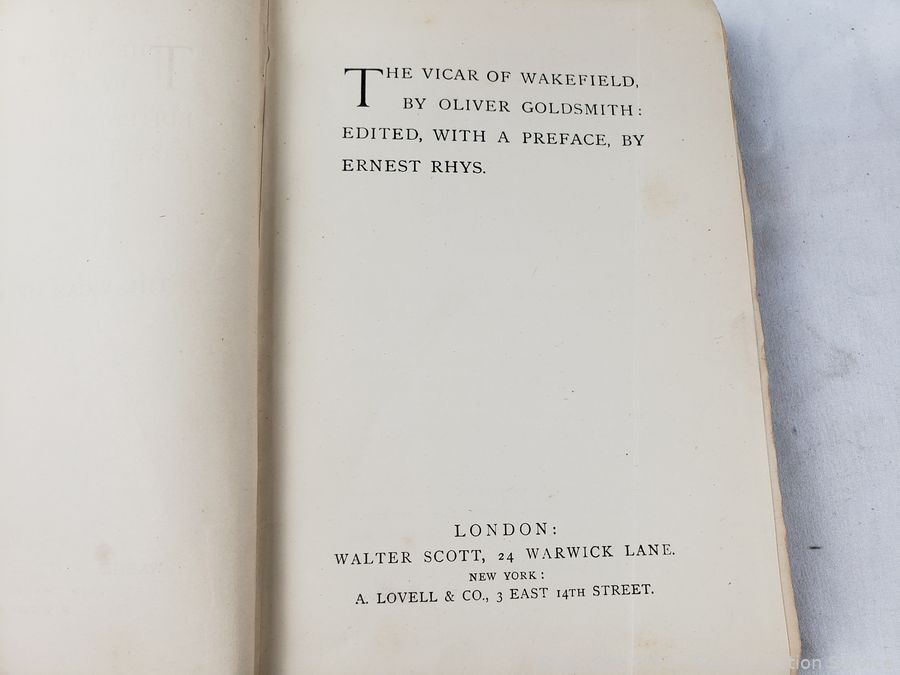 THE VICAR OF WAKEFIELD,
BY OLIVER GOLDSMITH:
EDITED, WITH A PREFACE, BY
ERNEST RHYS.
LONDON:
WALTER SCOTT, 24 WARWICK LANE.
NEW YORK:
A. LOVELL & CO., 3 EAST 14TH STREET.